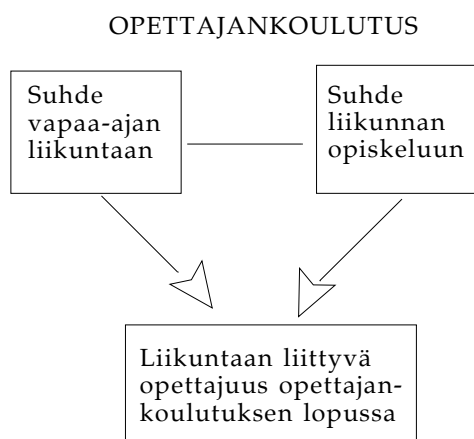 OPETTAJANKOULUTUS
Suhde
vapaa-ajan
liikuntaan
Suhde
liikunnan
opiskeluun
Liikuntaan liittyvä
opettajuus opettajan-
koulutuksen lopussa